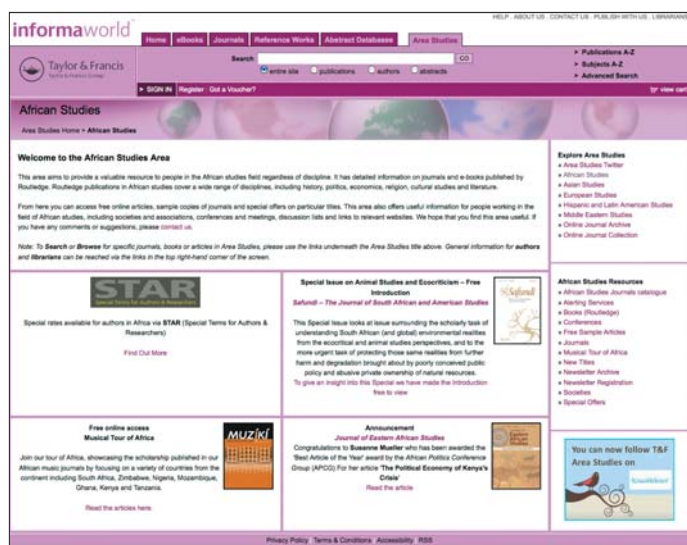 HELP . ABOUT US . CONTACT US . PUBLISH WITH US . LIBRARIANS
informaworld
Home eBooks Journals Reference Works Abstract Databases Area Studies
Taylor & Francis
Taylor & Francis Group
Search GO
entire site publications authors abstracts
▸ Publications A-Z
▸ Subjects A-Z
▸ Advanced Search
▸ SIGN IN Register Got a Voucher? view cart
African Studies
Area Studies Home > African Studies
Welcome to the African Studies Area
This area aims to provide a valuable resource to people in the African studies field regardless of discipline. It has detailed information on journals and e-books published by
Routledge. Routledge publications in African studies cover a wide range of disciplines, including history, politics, economics, religion, cultural studies and literature.
From here you can access free online articles, sample copies of journals and special offers on particular titles. This area also offers useful information for people working in the
field of African studies, including societies and associations, conferences and meetings, discussion lists and links to relevant websites. We hope that you find this area useful. If
you have any comments or suggestions, please contact us.
Note: To Search or Browse for specific journals, books or articles in Area Studies, please use the links underneath the Area Studies title above. General information for authors
and librarians can be reached via the links in the top right-hand corner of the screen.
STAR
Special Terms for Authors & Researchers
Special rates available for authors in Africa via STAR (Special Terms for Authors &
Researchers)
Find Out More
Special Issue on Animal Studies and Ecocriticism – Free
Introduction
Safundi – The Journal of South African and American Studies
This Special Issue looks at issue surrounding the scholarly task of
understanding South African (and global) environmental realities
from the ecocritical and animal studies perspectives, and to the
more urgent task of protecting those same realities from further
harm and degradation brought about by poorly conceived public
policy and abusive private ownership of natural resources.
To give an insight into this Special we have made the Introduction
free to view
Safundi
Free online access
Musical Tour of Africa
Join our tour of Africa, showcasing the scholarship published in our
African music journals by focusing on a variety of countries from the
continent including South Africa, Zimbabwe, Nigeria, Mozambique,
Ghana, Kenya and Tanzania.
Read the articles here
MUZIKI
Announcement
Journal of Eastern African Studies
Congratulations to Susanne Mueller who has been awarded the
'Best Article of the Year' award by the African Politics Conference
Group (APCG) For her article 'The Political Economy of Kenya's
Crisis'
Read the article
Eastern
African
Studies
Explore Area Studies
» Area Studies Twitter
» African Studies
» Asian Studies
» European Studies
» Hispanic and Latin American Studies
» Middle Eastern Studies
» Online Journal Archive
» Online Journal Collection
African Studies Resources
» African Studies Journals catalogue
» Alerting Services
» Books (Routledge)
» Conferences
» Free Sample Articles
» Journals
» Musical Tour of Africa
» New Titles
» Newsletter Archive
» Newsletter Registration
» Societies
» Special Offers
You can now follow T&F
Area Studies on
twitter
Privacy Policy Terms & Conditions Accessibility RSS